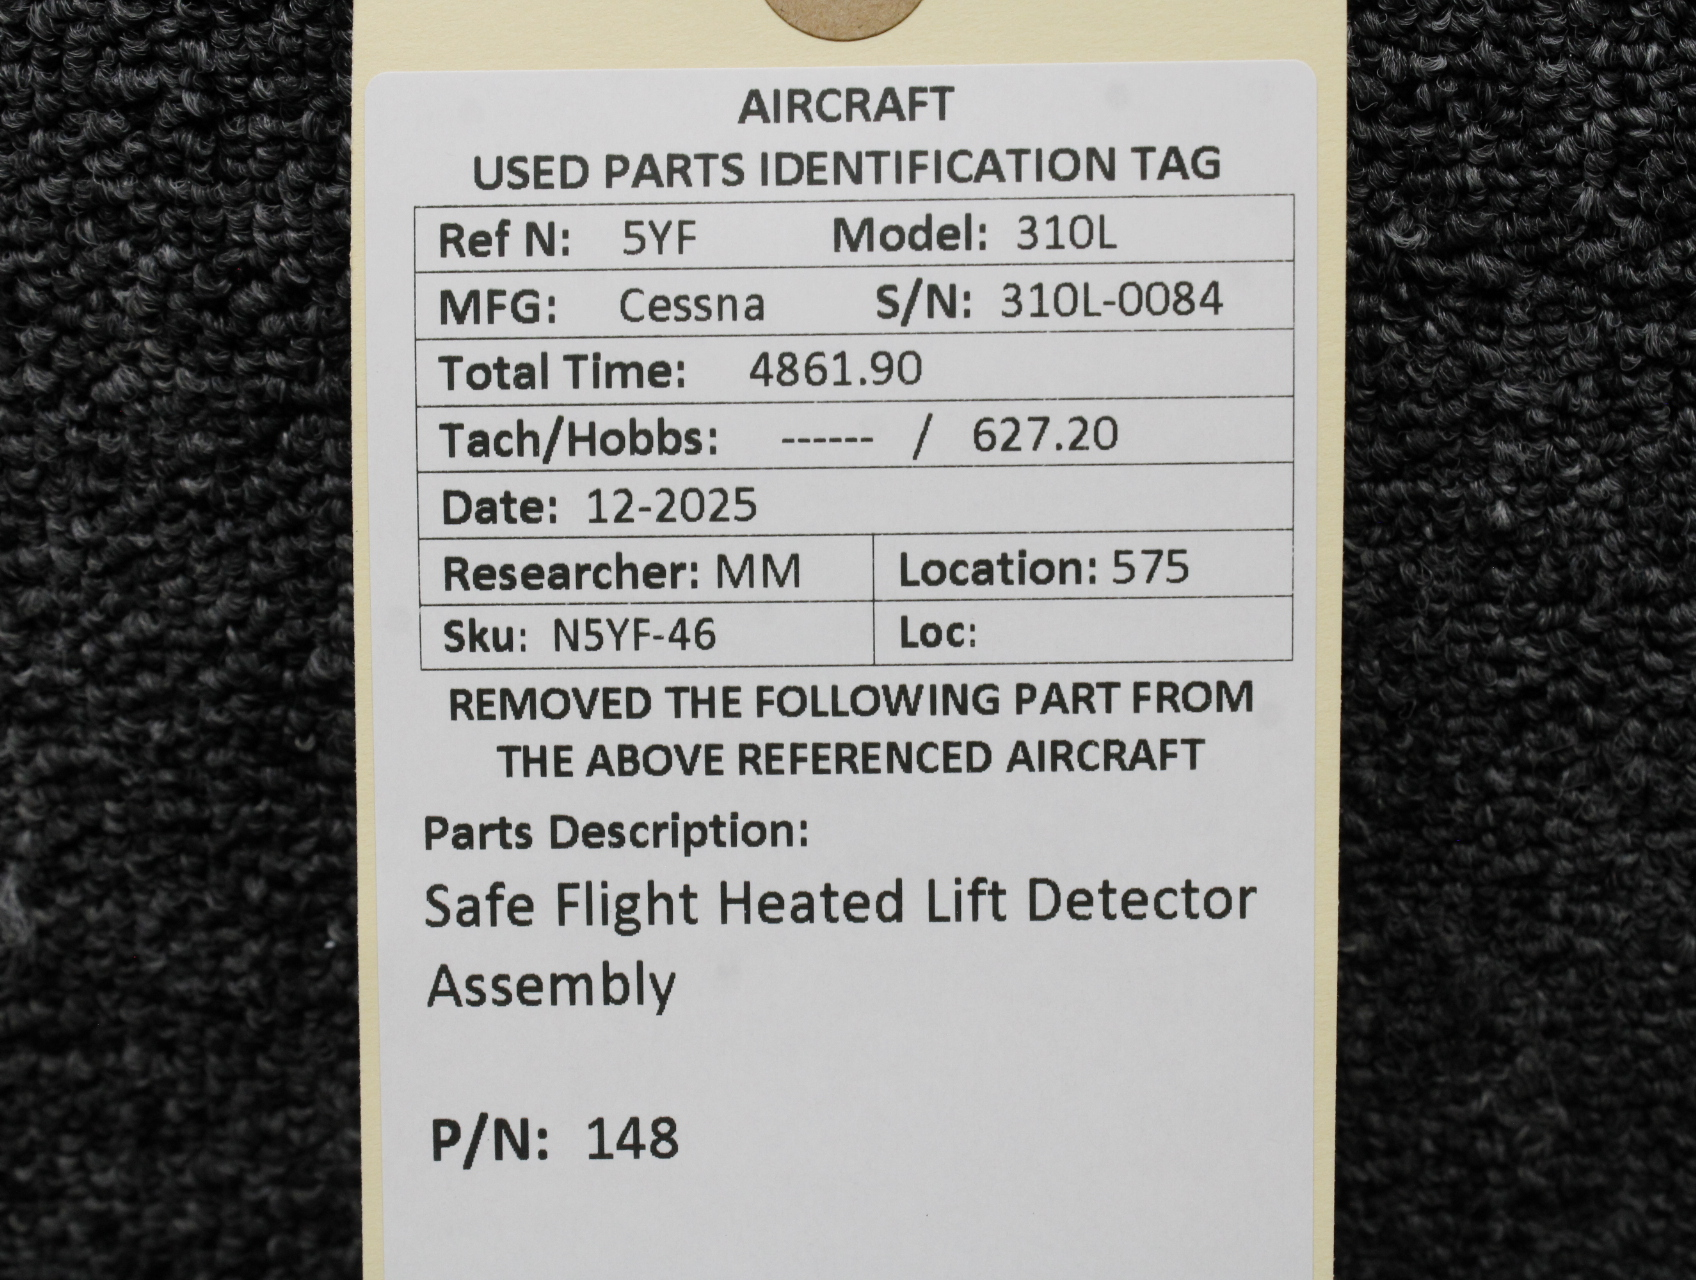 AIRCRAFT
USED PARTS IDENTIFICATION TAG
Ref N: 5YF Model: 310L
MFG: Cessna S/N: 310L-0084
Total Time: 4861.90
Tach/Hobbs: ------ / 627.20
Date: 12-2025
Researcher: MM Location: 575
Sku: N5YF-46 Loc:
REMOVED THE FOLLOWING PART FROM
THE ABOVE REFERENCED AIRCRAFT
Parts Description:
Safe Flight Heated Lift Detector
Assembly
P/N: 148